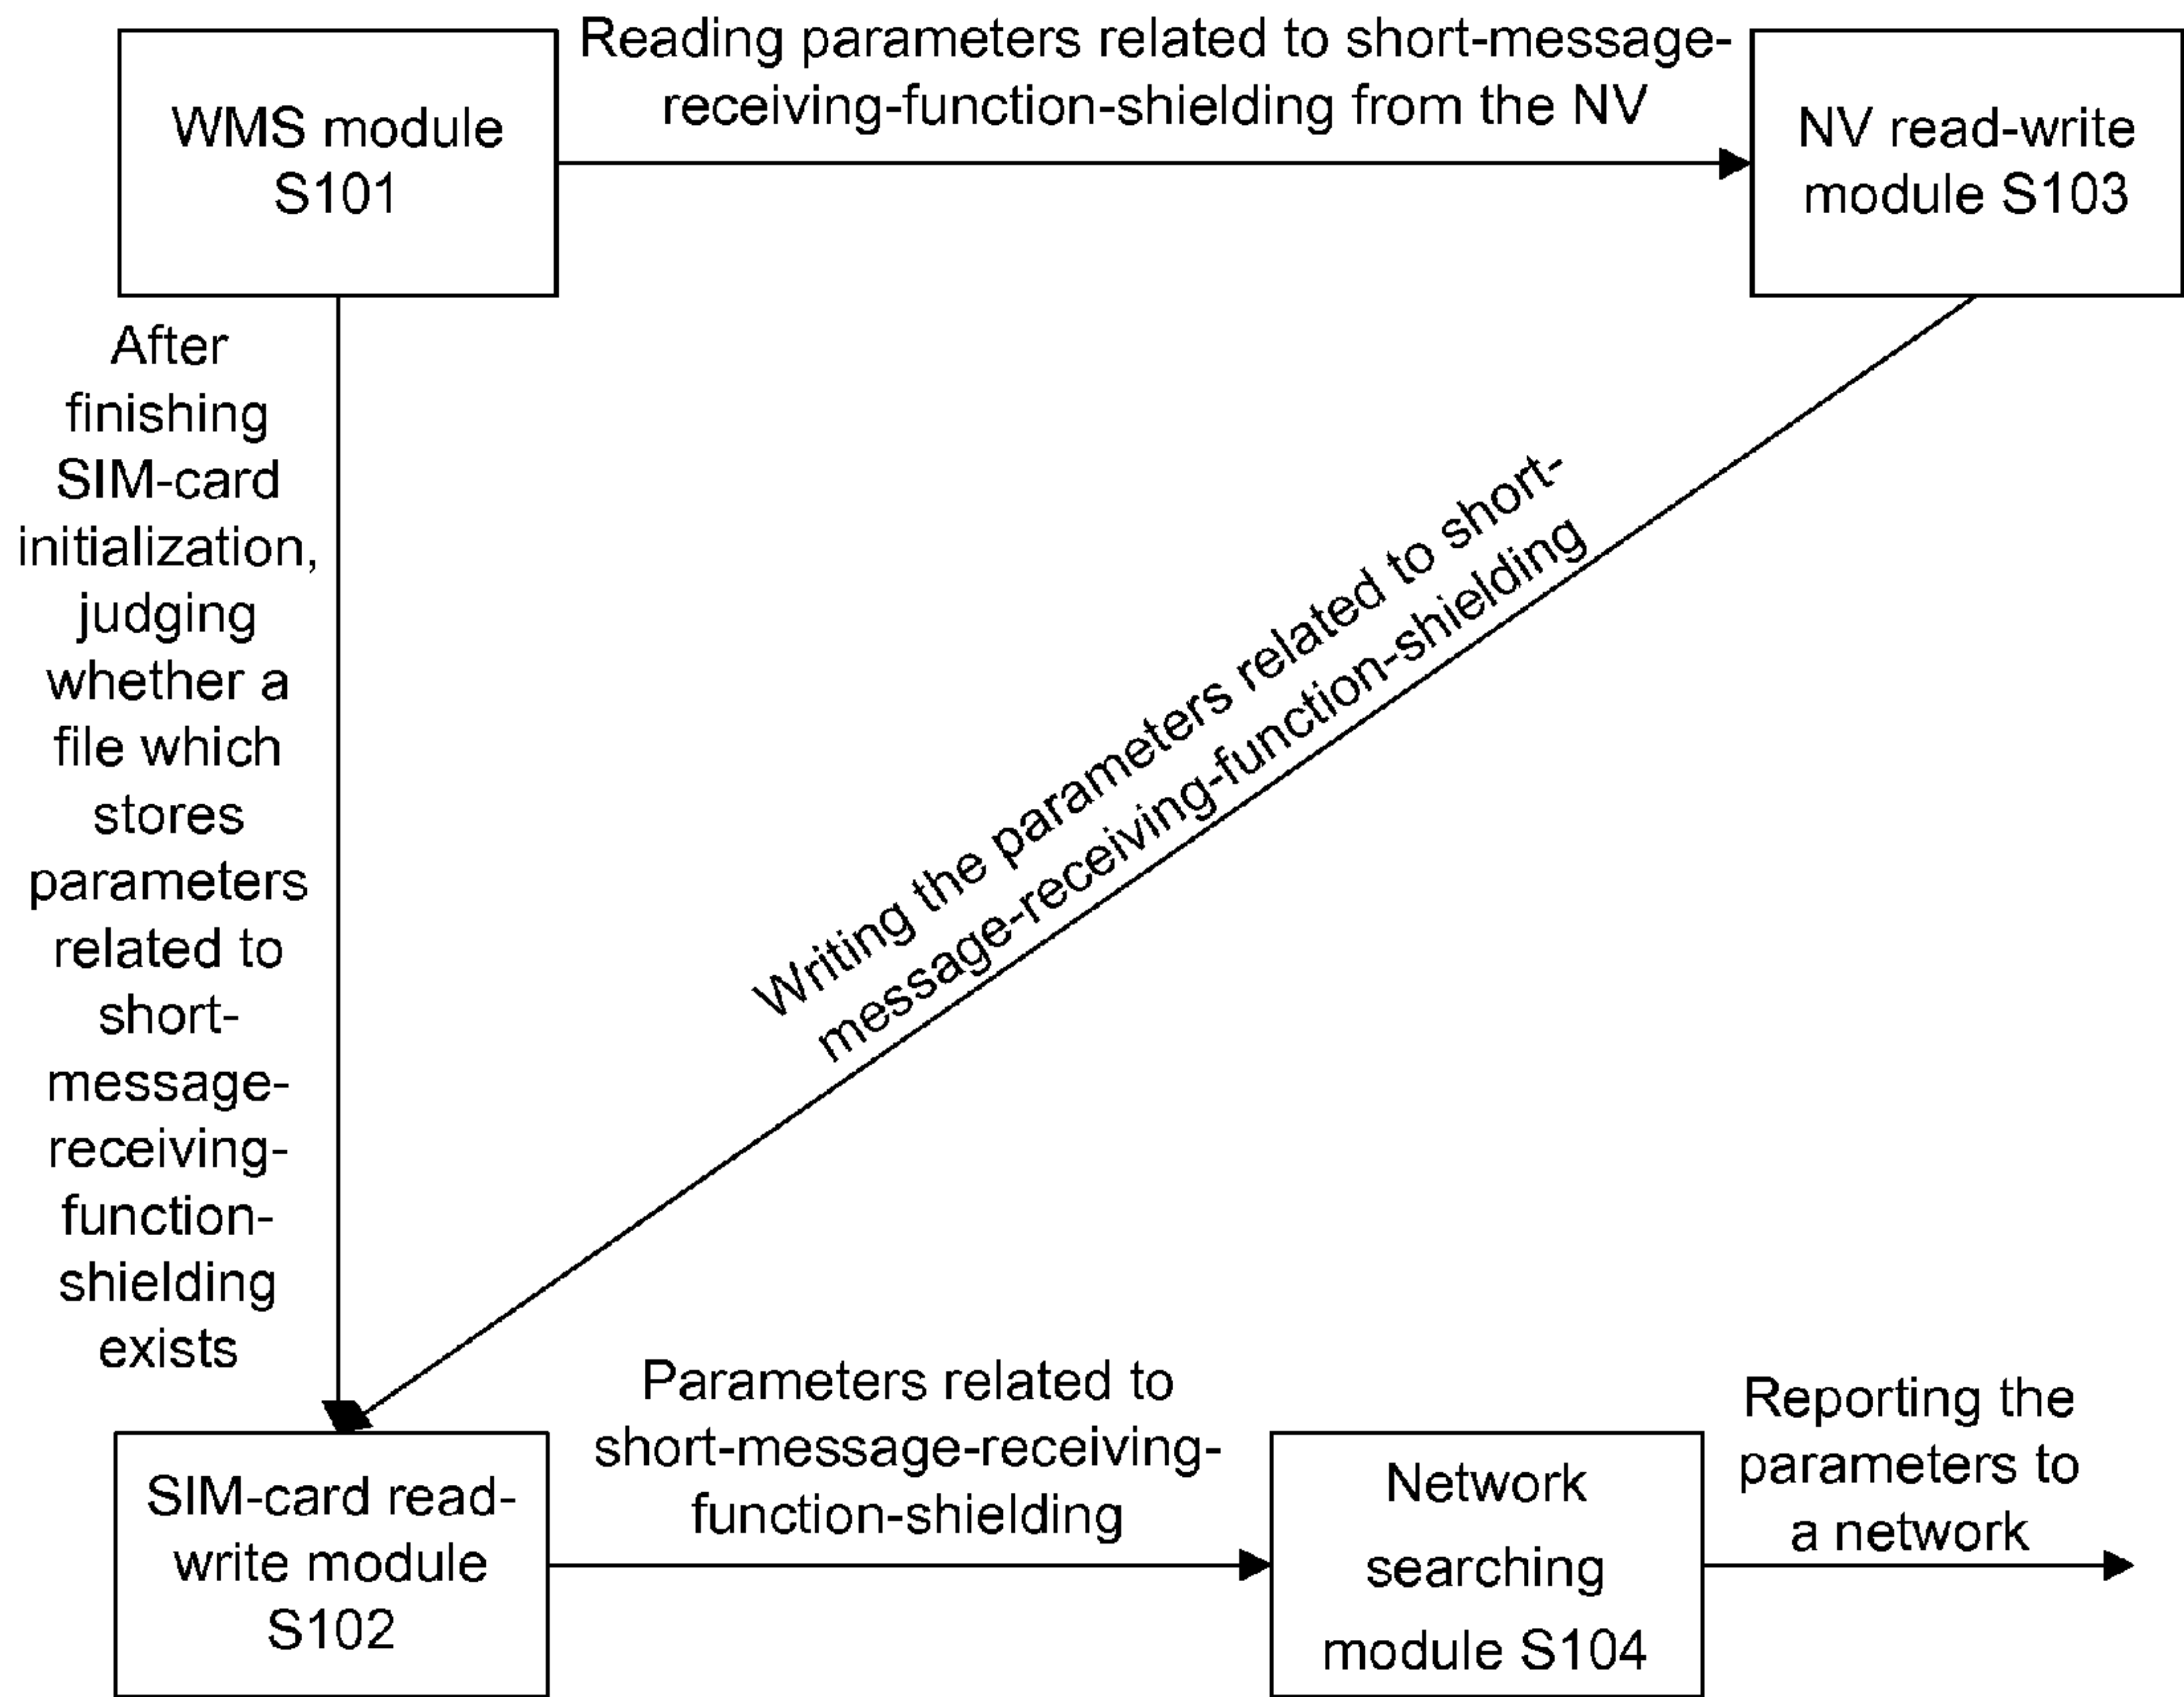 Reading parameters related to short-message-
receiving-function-shielding from the NV
WMS module
S101
NV read-write
module S103
After
finishing
SIM-card
initialization,
judging
whether a
file which
stores
parameters
related to
short-
message-
receiving-
function-
shielding
exists
Writing the parameters related to short-
message-receiving-function-shielding
SIM-card read-
write module
S102
Parameters related to
short-message-receiving-
function-shielding
Network
searching
module S104
Reporting the
parameters to
a network